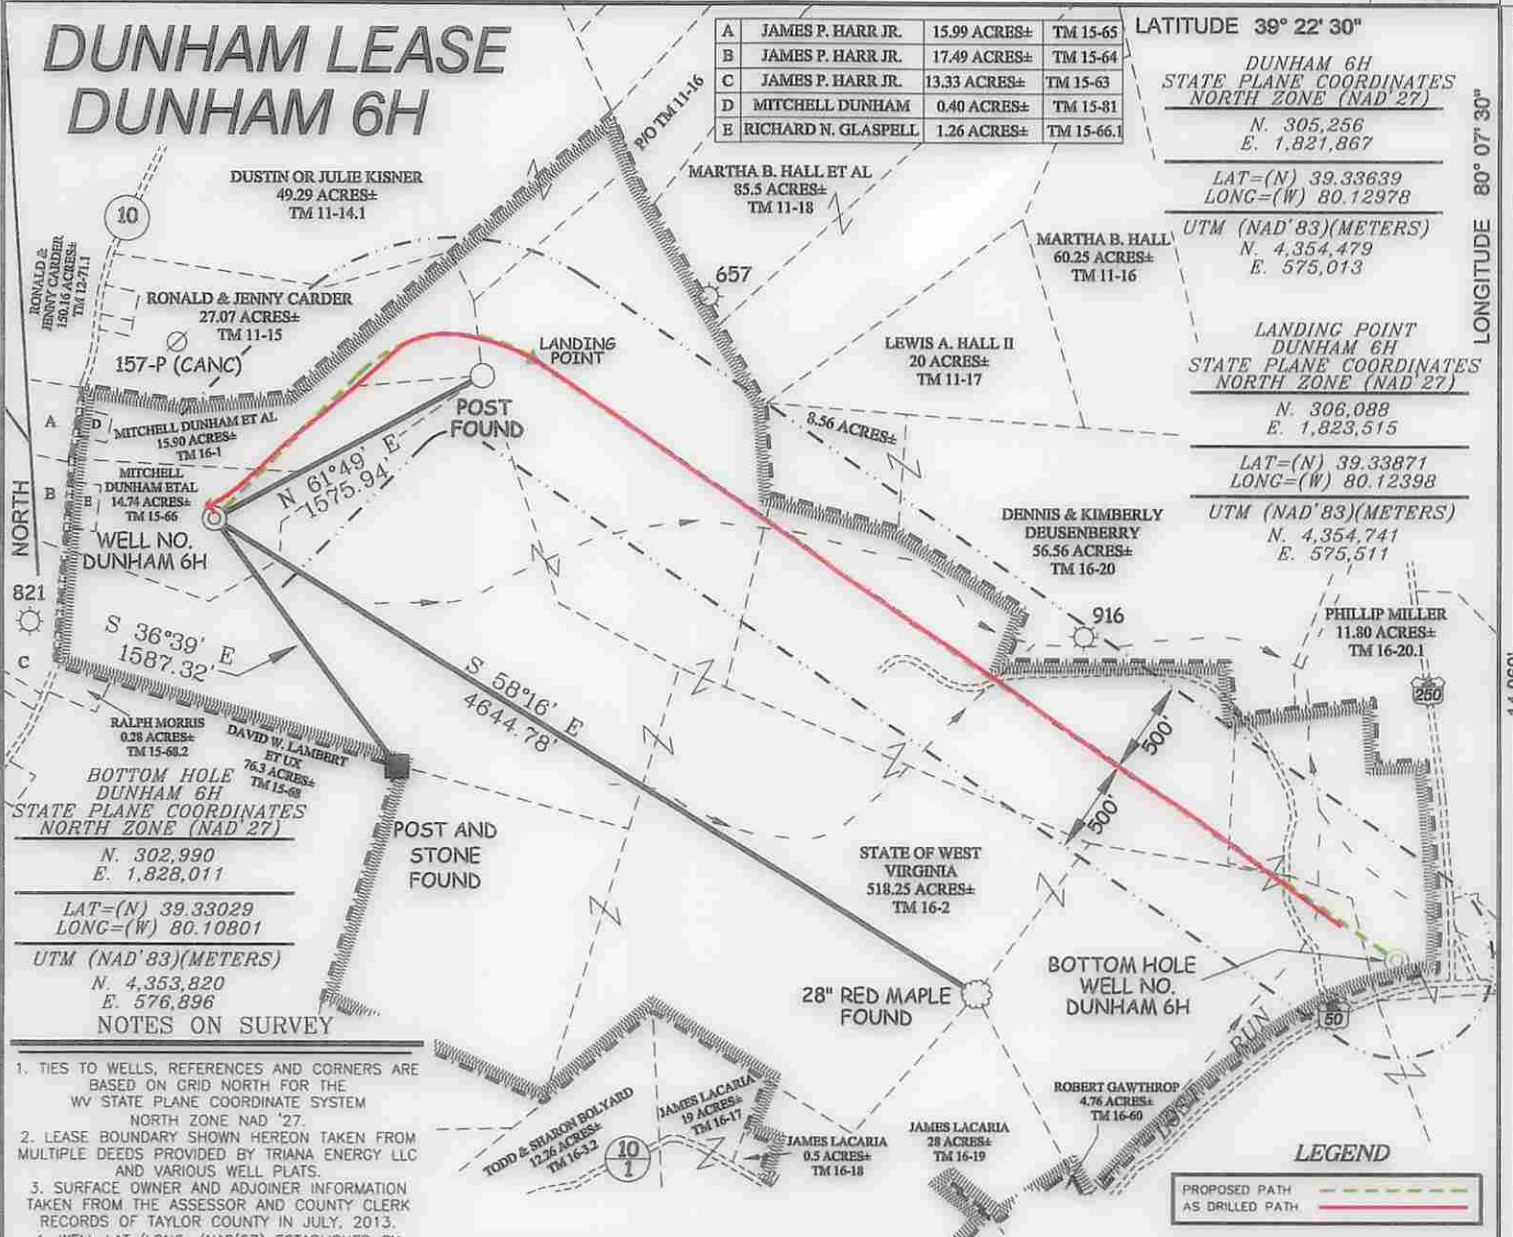 DUNHAM LEASE
DUNHAM 6H
A JAMES P. HARR JR. 15.99 ACRES± TM 15-65
B JAMES P. HARR JR. 17.49 ACRES± TM 15-64
C JAMES P. HARR JR. 13.33 ACRES± TM 15-63
D MITCHELL DUNHAM 0.40 ACRES± TM 15-81
E RICHARD N. GLASPELL 1.26 ACRES± TM 15-66.1
LATITUDE 39° 22' 30"
LONGITUDE 80° 07' 30"
DUNHAM 6H
STATE PLANE COORDINATES
NORTH ZONE (NAD'27)
N. 305,256
E. 1,821,867
LAT=(N) 39.33639
LONG=(W) 80.12978
UTM (NAD'83)(METERS)
N. 4,354,479
E. 575,013
LANDING POINT
DUNHAM 6H
STATE PLANE COORDINATES
NORTH ZONE (NAD'27)
N. 306,088
E. 1,823,515
LAT=(N) 39.33871
LONG=(W) 80.12398
UTM (NAD'83)(METERS)
N. 4,354,741
E. 575,511
P/O TM 11-16
DUSTIN OR JULIE KISNER
49.29 ACRES±
TM 11-14.1
MARTHA B. HALL ET AL
85.5 ACRES±
TM 11-18
10
RONALD &
JENNY CARDER
150.16 ACRES±
TM 12-71.1
MARTHA B. HALL
60.25 ACRES±
TM 11-16
657
RONALD & JENNY CARDER
27.07 ACRES±
TM 11-15
157-P (CANC)
LANDING
POINT
LEWIS A. HALL II
20 ACRES±
TM 11-17
A
D
MITCHELL DUNHAM ET AL
15.90 ACRES±
TM 16-1
POST
FOUND
8.56 ACRES±
B
E
MITCHELL
DUNHAM ETAL
14.74 ACRES±
TM 15-66
N 61°49' E
1575.94'
NORTH
WELL NO.
DUNHAM 6H
DENNIS & KIMBERLY
DEUSENBERRY
56.56 ACRES±
TM 16-20
821
916
PHILLIP MILLER
11.80 ACRES±
TM 16-20.1
C
S 36°39' E
1587.32'
S 58°16' E
4644.78'
250
500'
500'
RALPH MORRIS
0.28 ACRES±
TM 15-68.2
DAVID W. LAMBERT
ET UX
76.3 ACRES±
TM 15-68
BOTTOM HOLE
DUNHAM 6H
STATE PLANE COORDINATES
NORTH ZONE (NAD'27)
N. 302,990
E. 1,828,011
LAT=(N) 39.33029
LONG=(W) 80.10801
UTM (NAD'83)(METERS)
N. 4,353,820
E. 576,896
POST AND
STONE
FOUND
STATE OF WEST
VIRGINIA
518.25 ACRES±
TM 16-2
28" RED MAPLE
FOUND
BOTTOM HOLE
WELL NO.
DUNHAM 6H
50
RUN
NOTES ON SURVEY
1. TIES TO WELLS, REFERENCES AND CORNERS ARE
BASED ON GRID NORTH FOR THE
WV STATE PLANE COORDINATE SYSTEM
NORTH ZONE NAD '27.
2. LEASE BOUNDARY SHOWN HEREON TAKEN FROM
MULTIPLE DEEDS PROVIDED BY TRIANA ENERGY LLC
AND VARIOUS WELL PLATS.
3. SURFACE OWNER AND ADJOINER INFORMATION
TAKEN FROM THE ASSESSOR AND COUNTY CLERK
RECORDS OF TAYLOR COUNTY IN JULY, 2013.
TODD & SHARON BOLYARD
12.26 ACRES±
TM 16-3.2
JAMES LACARIA
19 ACRES±
TM 16-17
10
1
JAMES LACARIA
0.5 ACRES±
TM 16-18
JAMES LACARIA
28 ACRES±
TM 16-19
ROBERT GAWTHROP
4.76 ACRES±
TM 16-60
LEGEND
PROPOSED PATH
AS DRILLED PATH